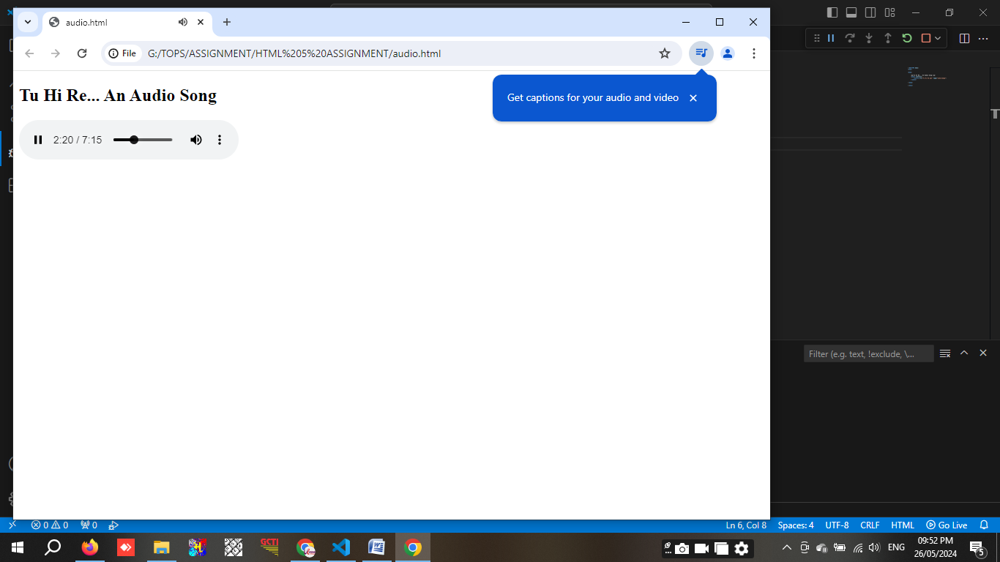 audio.html
File
G:/TOPS/ASSIGNMENT/HTML%205%20ASSIGNMENT/audio.html
Get captions for your audio and video
Tu Hi Re... An Audio Song
2:20 / 7:15
Filter (e.g. text, !exclude, \...
0 0 0 Ln 6, Col 8 Spaces: 4 UTF-8 CRLF HTML Go Live
GCTI
ENG
09:52 PM
26/05/2024
5